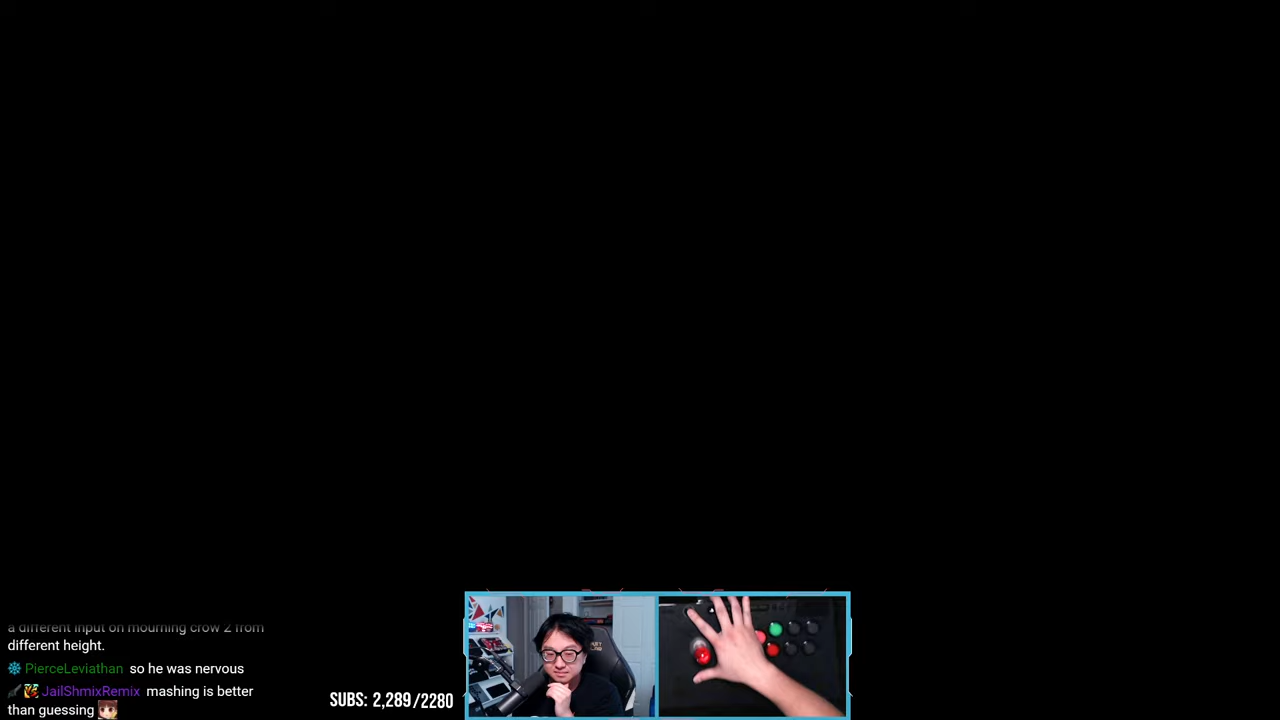 a different input on mourning crow 2 from
different height.
PierceLeviathan so he was nervous
JailShmixRemix mashing is better
than guessing
SUBS: 2,289/2280